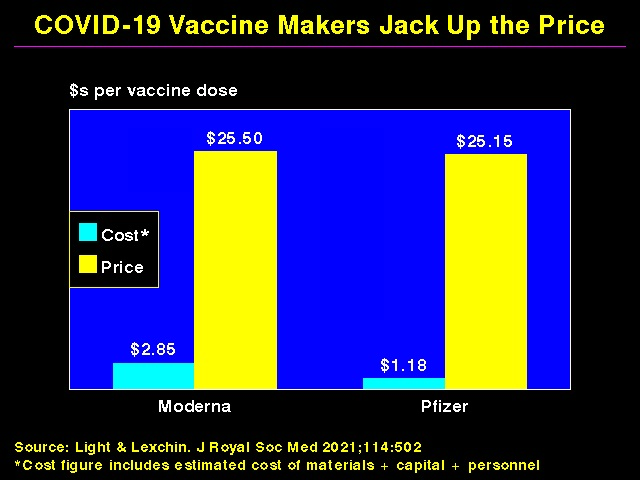 COVID-19 Vaccine Makers Jack Up the Price
$s per vaccine dose
$25.50
$25.15
Cost*
Price
$2.85
$1.18
Moderna
Pfizer
Source: Light & Lexchin. J Royal Soc Med 2021;114:502
*Cost figure includes estimated cost of materials + capital + personnel